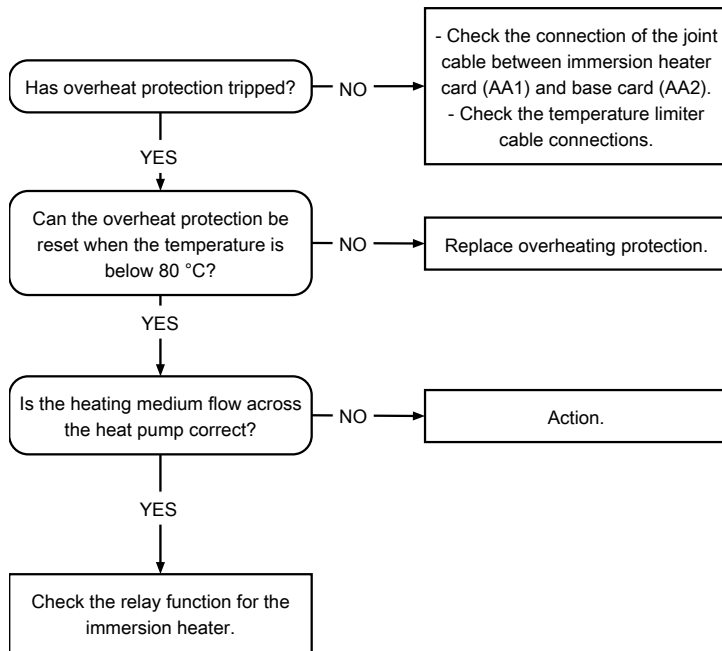 Has overheat protection tripped?
NO
- Check the connection of the joint
cable between immersion heater
card (AA1) and base card (AA2).
- Check the temperature limiter
cable connections.
YES
Can the overheat protection be
reset when the temperature is
below 80 °C?
NO
Replace overheating protection.
YES
Is the heating medium flow across
the heat pump correct?
NO
Action.
YES
Check the relay function for the
immersion heater.